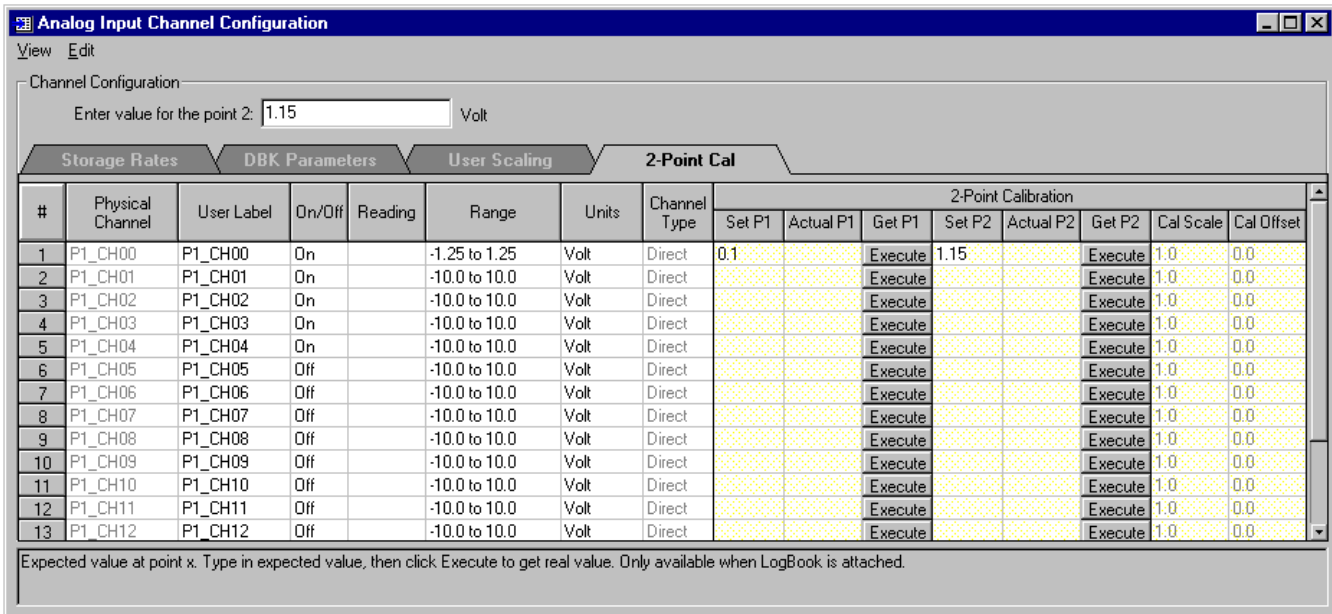 Analog Input Channel Configuration
View Edit
Channel Configuration
Enter value for the point 2: 1.15 Volt
Storage Rates DBK Parameters User Scaling 2-Point Cal
# Physical Channel User Label On/Off Reading Range Units Channel Type 2-Point Calibration
Set P1 Actual P1 Get P1 Set P2 Actual P2 Get P2 Cal Scale Cal Offset
1 P1_CH00 P1_CH00 On -1.25 to 1.25 Volt Direct 0.1 Execute 1.15 Execute 1.0 0.0
2 P1_CH01 P1_CH01 On -10.0 to 10.0 Volt Direct Execute Execute 1.0 0.0
3 P1_CH02 P1_CH02 On -10.0 to 10.0 Volt Direct Execute Execute 1.0 0.0
4 P1_CH03 P1_CH03 On -10.0 to 10.0 Volt Direct Execute Execute 1.0 0.0
5 P1_CH04 P1_CH04 On -10.0 to 10.0 Volt Direct Execute Execute 1.0 0.0
6 P1_CH05 P1_CH05 Off -10.0 to 10.0 Volt Direct Execute Execute 1.0 0.0
7 P1_CH06 P1_CH06 Off -10.0 to 10.0 Volt Direct Execute Execute 1.0 0.0
8 P1_CH07 P1_CH07 Off -10.0 to 10.0 Volt Direct Execute Execute 1.0 0.0
9 P1_CH08 P1_CH08 Off -10.0 to 10.0 Volt Direct Execute Execute 1.0 0.0
10 P1_CH09 P1_CH09 Off -10.0 to 10.0 Volt Direct Execute Execute 1.0 0.0
11 P1_CH10 P1_CH10 Off -10.0 to 10.0 Volt Direct Execute Execute 1.0 0.0
12 P1_CH11 P1_CH11 Off -10.0 to 10.0 Volt Direct Execute Execute 1.0 0.0
13 P1_CH12 P1_CH12 Off -10.0 to 10.0 Volt Direct Execute Execute 1.0 0.0
Expected value at point x. Type in expected value, then click Execute to get real value. Only available when LogBook is attached.